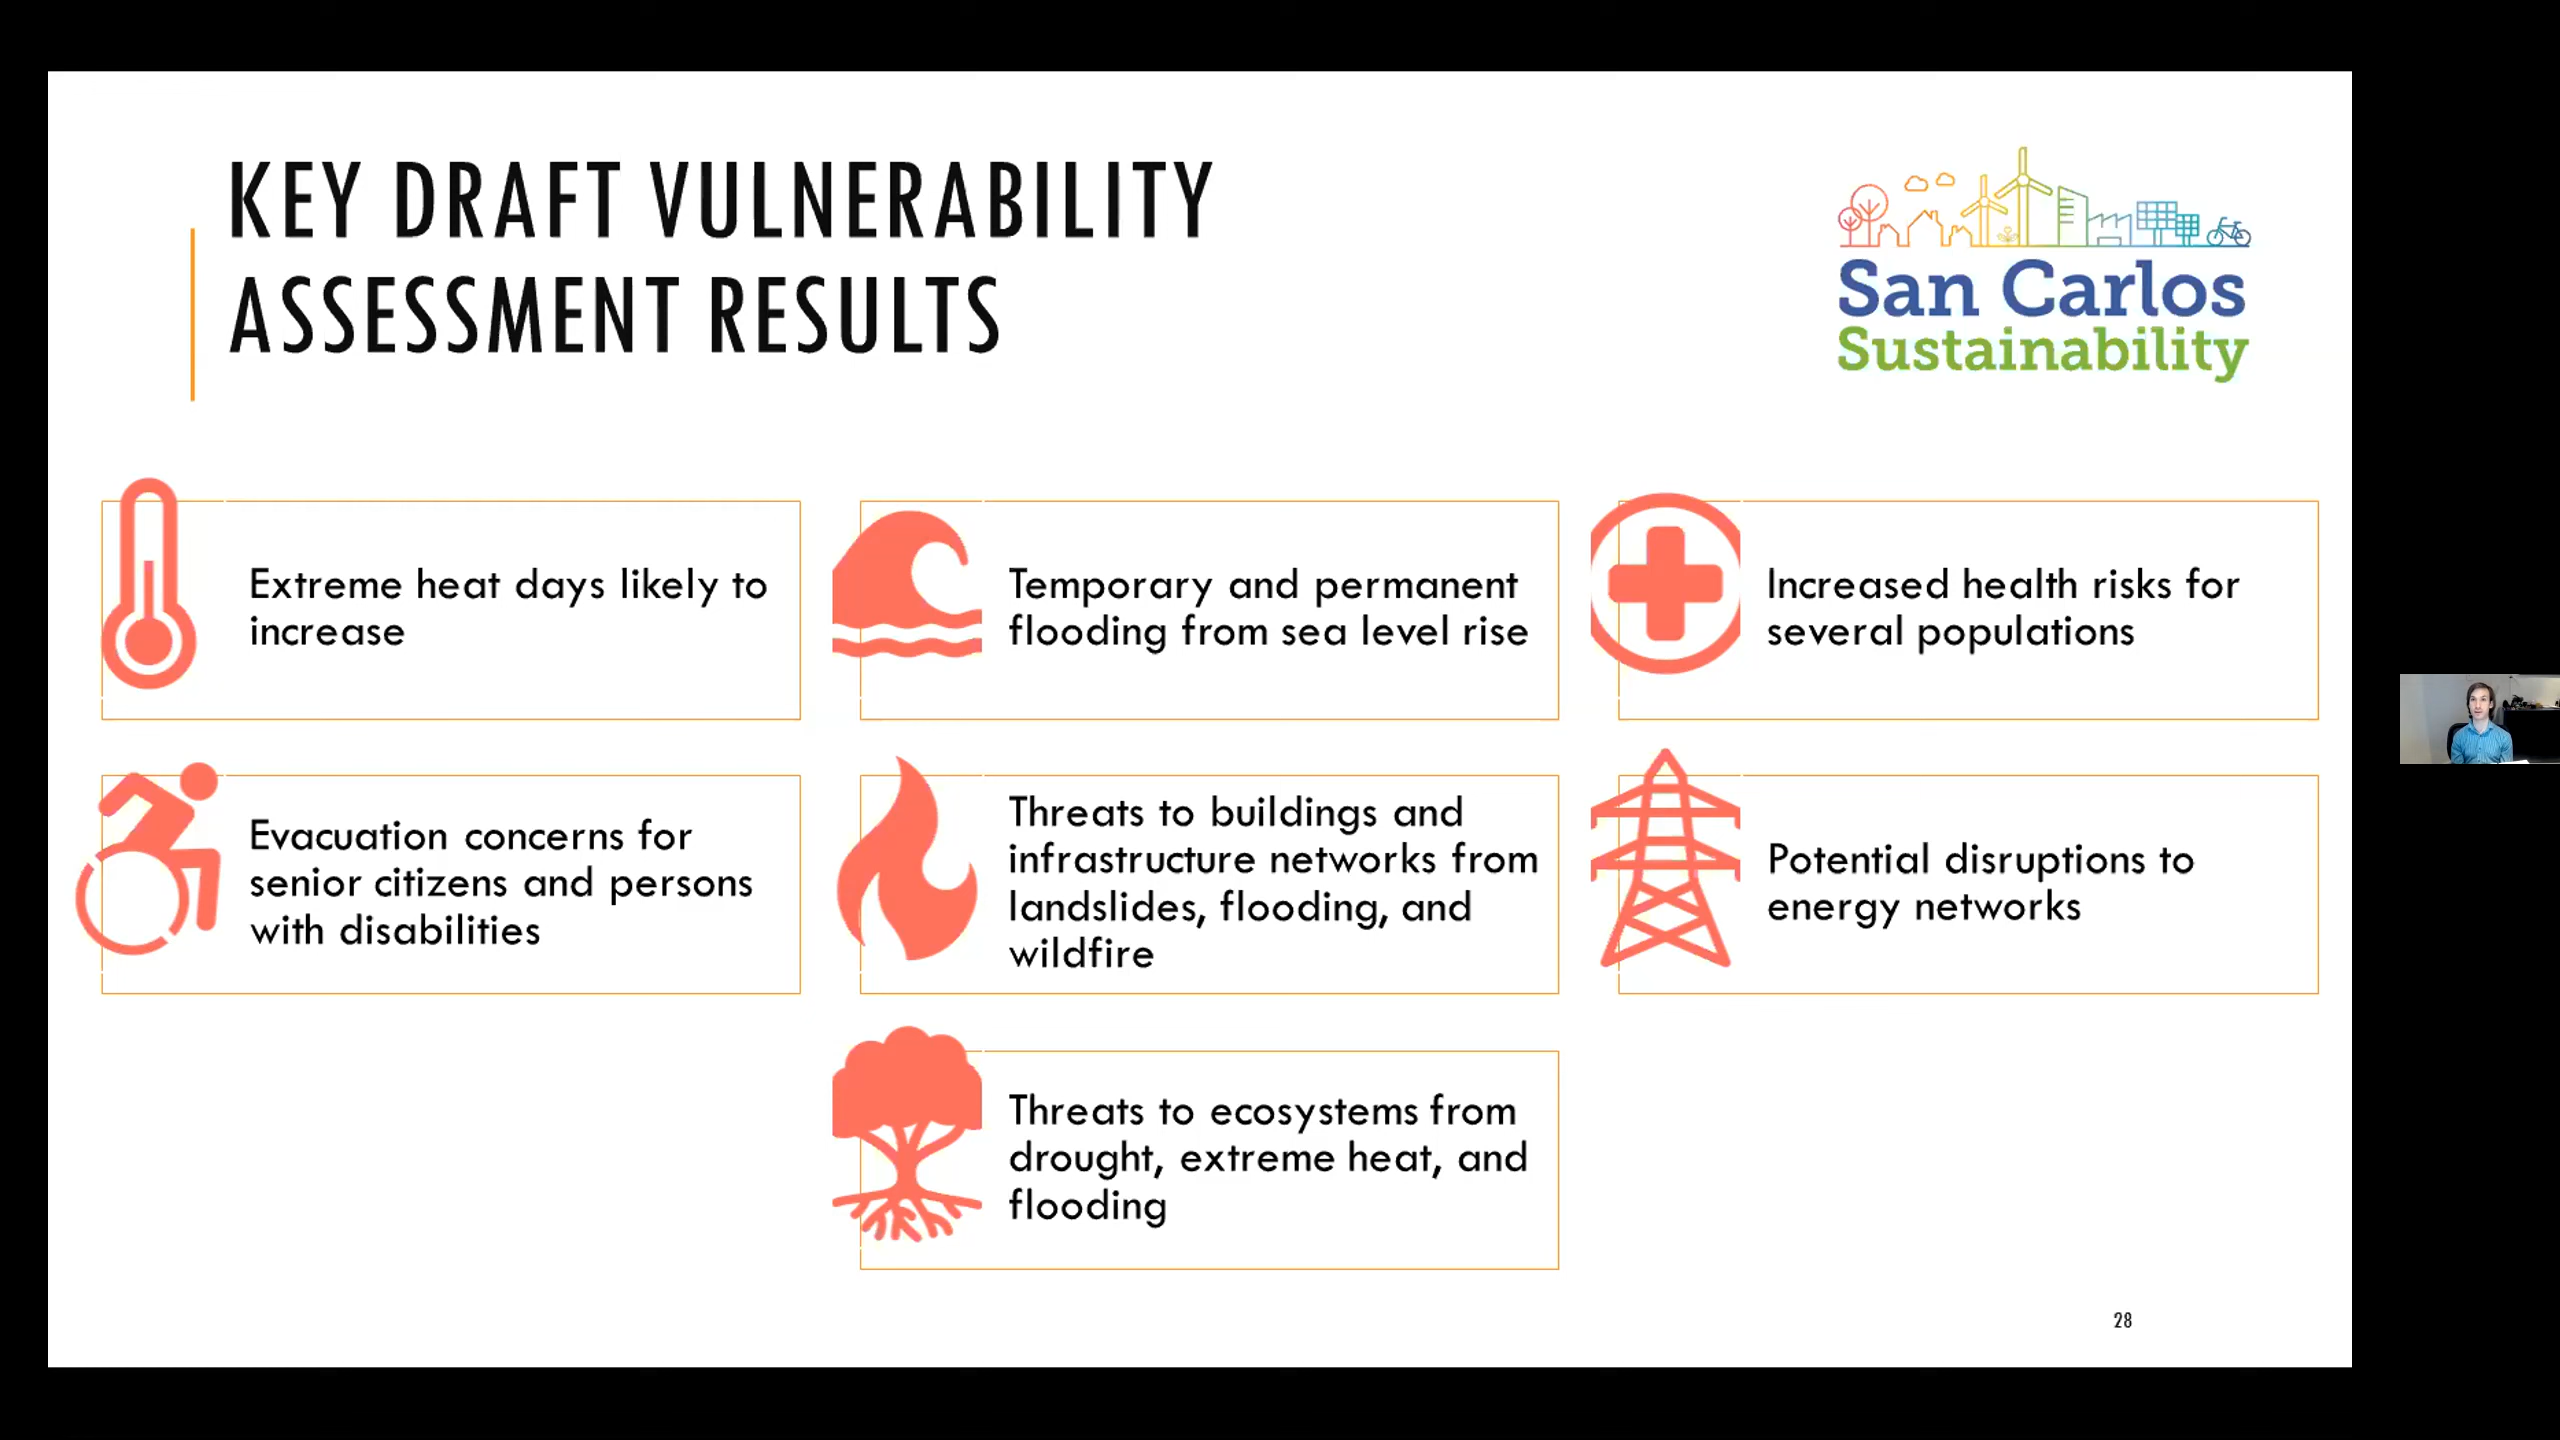 KEY DRAFT VULNERABILITY
ASSESSMENT RESULTS
San Carlos
Sustainability
Extreme heat days likely to
increase
Temporary and permanent
flooding from sea level rise
Increased health risks for
several populations
Evacuation concerns for
senior citizens and persons
with disabilities
Threats to buildings and
infrastructure networks from
landslides, flooding, and
wildfire
Potential disruptions to
energy networks
Threats to ecosystems from
drought, extreme heat, and
flooding
28